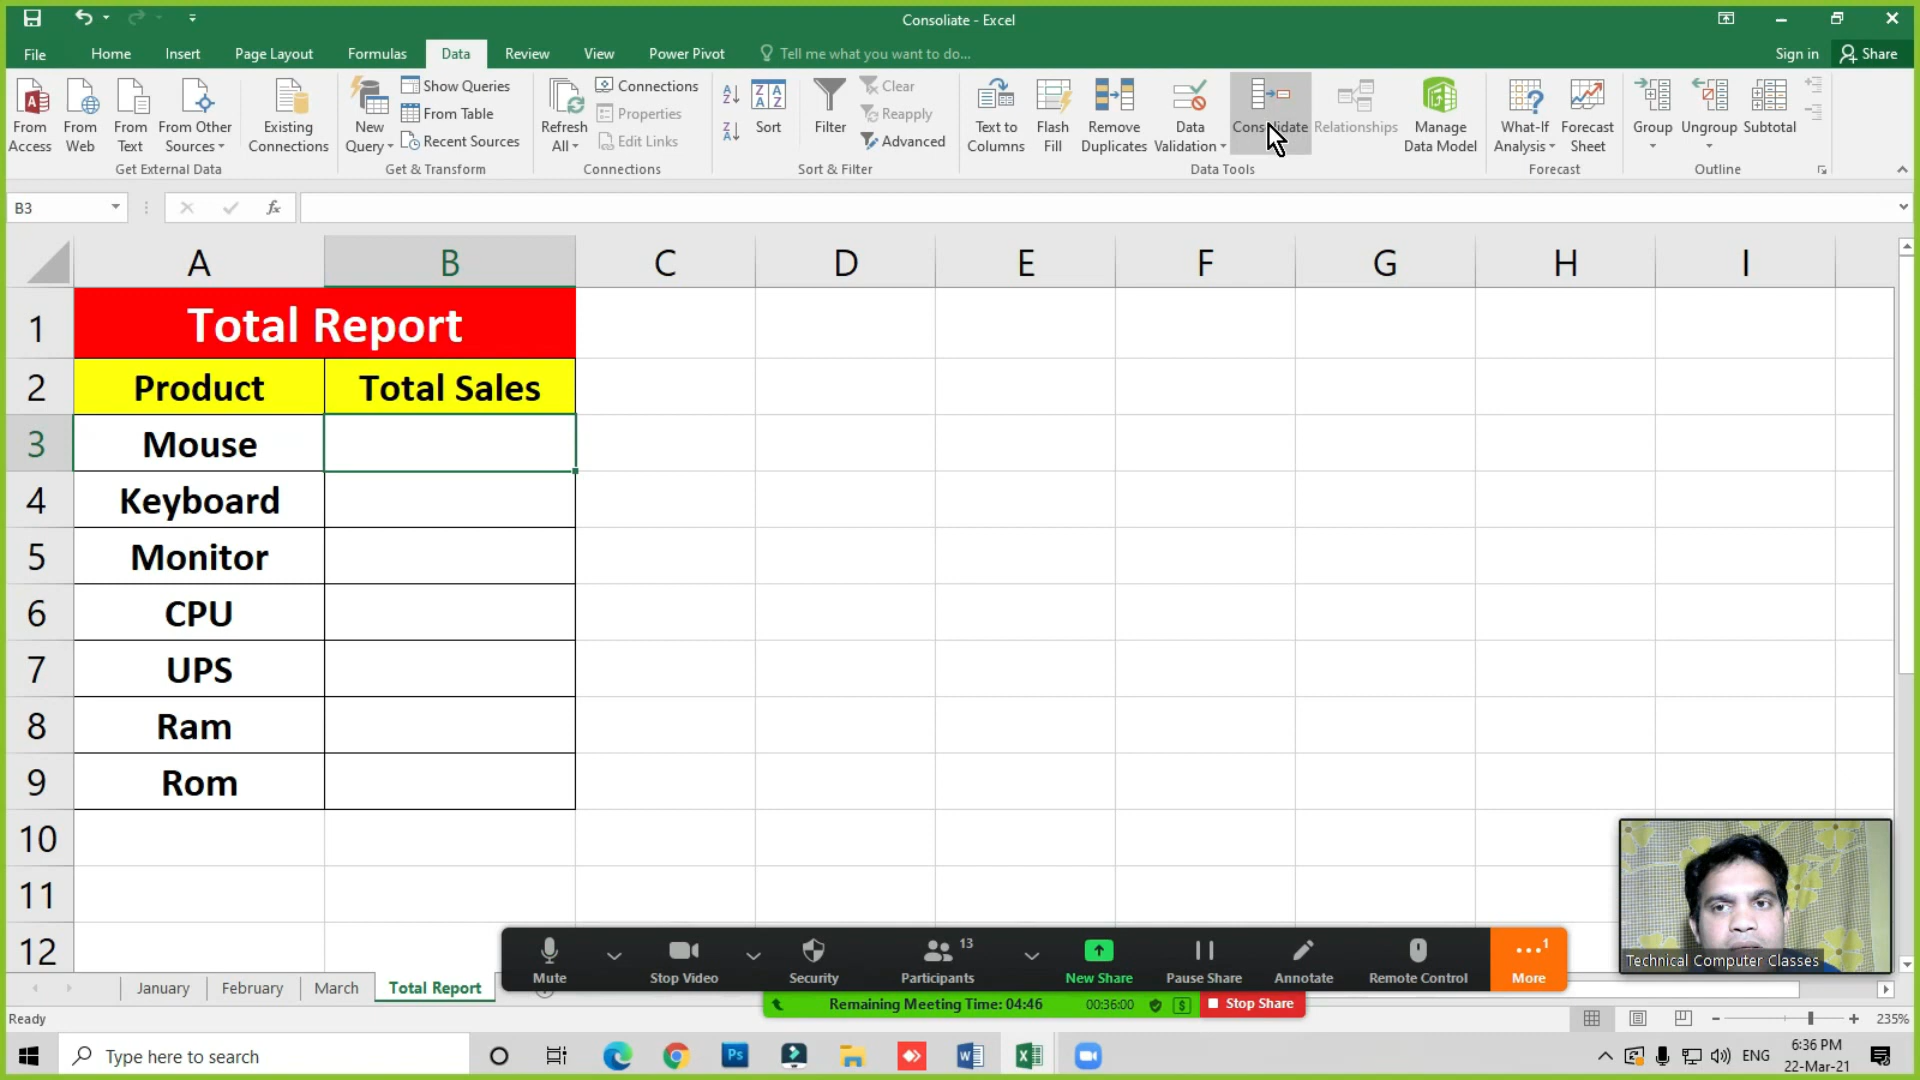 Consoliate - Excel
File Home Insert Page Layout Formulas Data Review View Power Pivot Tell me what you want to do... Sign in Share
From Access
From Web
From Text
From Other Sources
Existing Connections
Get External Data
New Query
Show Queries
From Table
Recent Sources
Get & Transform
Refresh All
Connections
Properties
Edit Links
Connections
Sort
Filter
Clear
Reapply
Advanced
Sort & Filter
Text to Columns
Flash Fill
Remove Duplicates
Data Validation
Consolidate
Relationships
Manage Data Model
Data Tools
What-If Analysis
Forecast Sheet
Forecast
Group
Ungroup
Subtotal
Outline
B3 fx
A B C D E F G H I
1 Total Report
2 Product Total Sales
3 Mouse
4 Keyboard
5 Monitor
6 CPU
7 UPS
8 Ram
9 Rom
10
11
12
Technical Computer Classes
Mute Stop Video Security Participants 13 New Share Pause Share Annotate Remote Control More 1
January February March Total Report
Remaining Meeting Time: 04:46 00:36:00 Stop Share
Ready 235%
Type here to search Ps ENG 6:36 PM
22-Mar-21